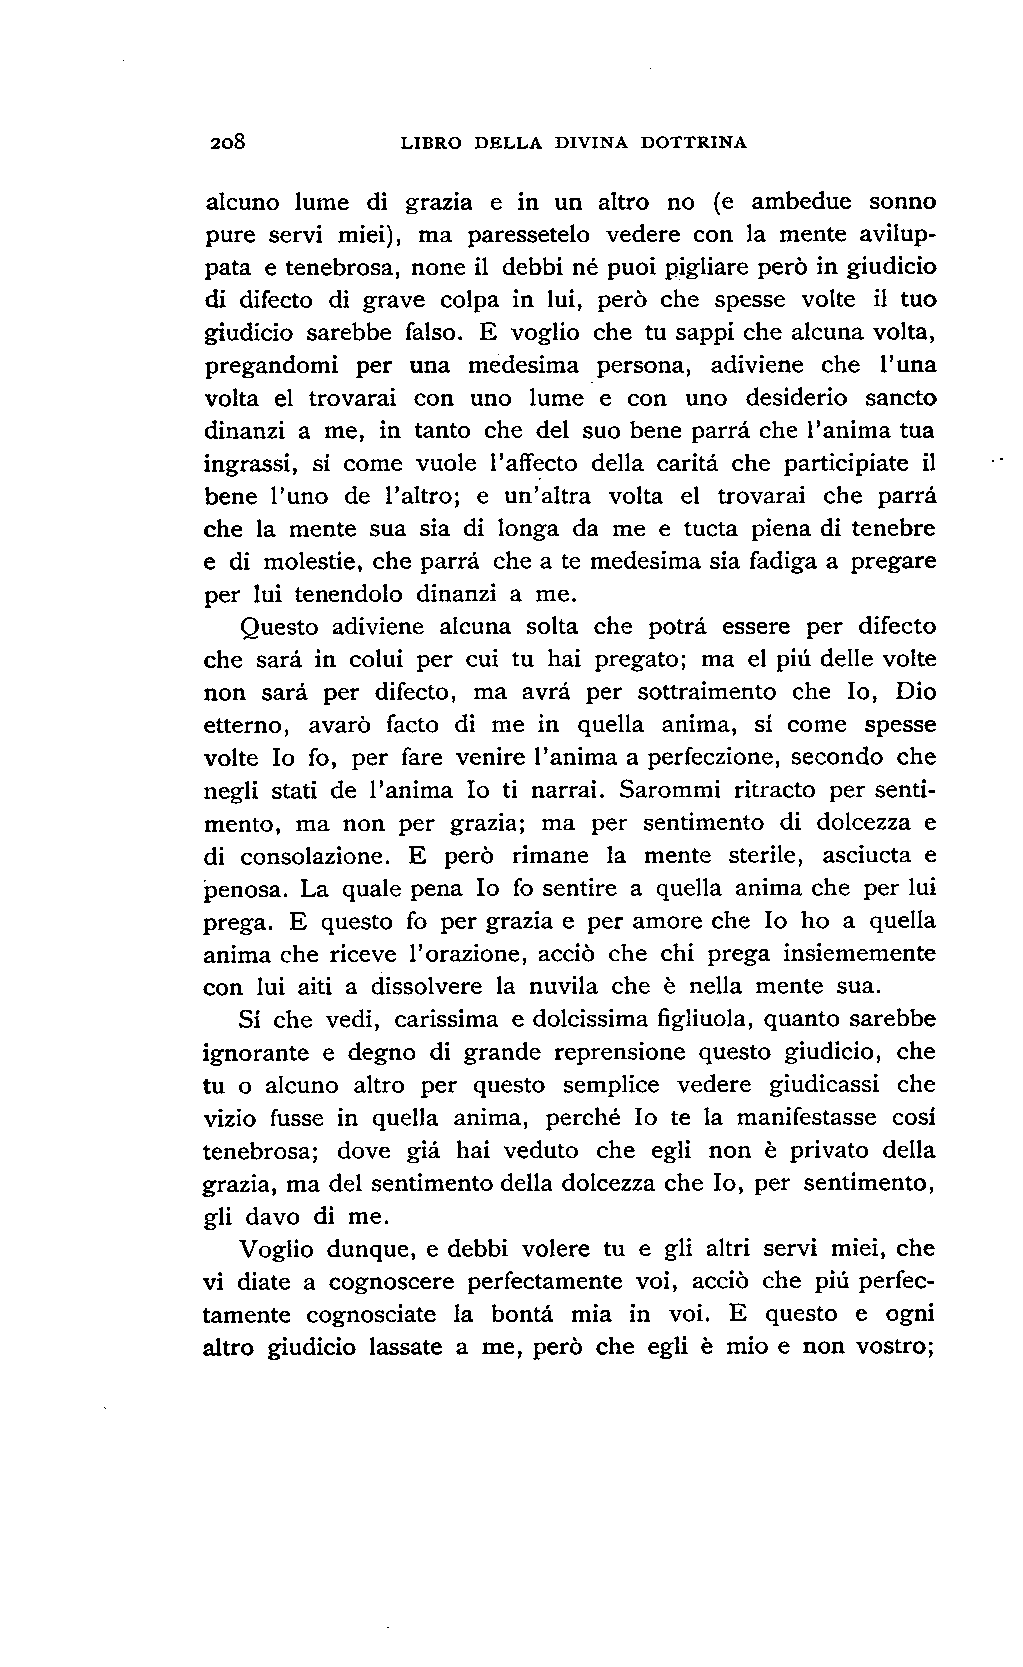 208 LIBRO DELLA DIVINA DOTTRINA
alcuno lume di grazia e in un altro no (e ambedue sonno
pure servi miei), ma paressetelo vedere con la mente avilup-
pata e tenebrosa, none il debbi né puoi pigliare però in giudicio
di difecto di grave colpa in lui, però che spesse volte il tuo
giudicio sarebbe falso. E voglio che tu sappi che alcuna volta,
pregandomi per una medesima persona, adiviene che l'una
volta el trovarai con uno lume e con uno desiderio sancto
dinanzi a me, in tanto che del suo bene parrá che l'anima tua
ingrassi, sí come vuole l'affecto della caritá che participiate il
bene l'uno de l'altro; e un'altra volta el trovarai che parrá
che la mente sua sia di longa da me e tucta piena di tenebre
e di molestie, che parrá che a te medesima sia fadiga a pregare
per lui tenendolo dinanzi a me.
Questo adiviene alcuna solta che potrá essere per difecto
che sará in colui per cui tu hai pregato; ma el piú delle volte
non sará per difecto, ma avrá per sottraimento che Io, Dio
etterno, avarò facto di me in quella anima, sí come spesse
volte Io fo, per fare venire l'anima a perfeczione, secondo che
negli stati de l'anima Io ti narrai. Sarommi ritracto per senti-
mento, ma non per grazia; ma per sentimento di dolcezza e
di consolazione. E però rimane la mente sterile, asciucta e
penosa. La quale pena Io fo sentire a quella anima che per lui
prega. E questo fo per grazia e per amore che Io ho a quella
anima che riceve l'orazione, acciò che chi prega insiememente
con lui aiti a dissolvere la nuvila che è nella mente sua.
Sí che vedi, carissima e dolcissima figliuola, quanto sarebbe
ignorante e degno di grande reprensione questo giudicio, che
tu o alcuno altro per questo semplice vedere giudicassi che
vizio fusse in quella anima, perché Io te la manifestasse cosí
tenebrosa; dove giá hai veduto che egli non è privato della
grazia, ma del sentimento della dolcezza che Io, per sentimento,
gli davo di me.
Voglio dunque, e debbi volere tu e gli altri servi miei, che
vi diate a cognoscere perfectamente voi, acciò che piú perfec-
tamente cognosciate la bontá mia in voi. E questo e ogni
altro giudicio lassate a me, però che egli è mio e non vostro;